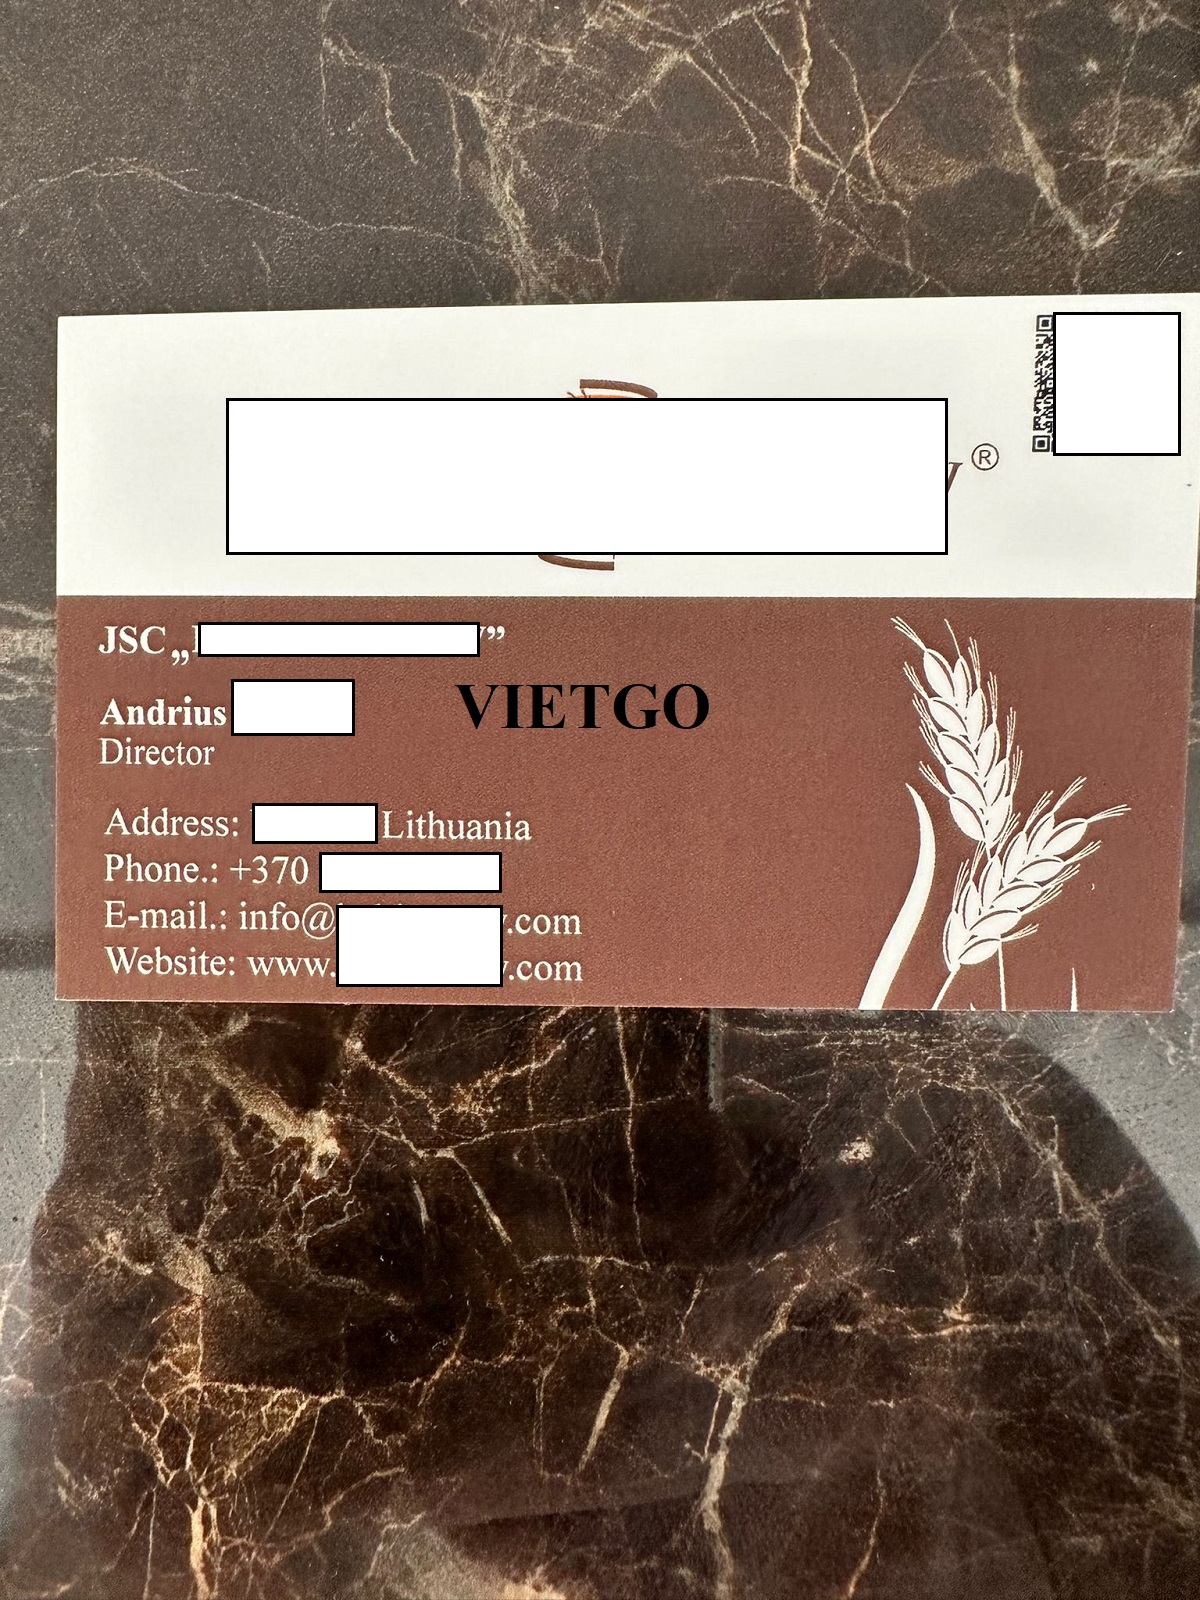 ®
JSC „ ”
Andrius
VIETGO
Director
Address: Lithuania
Phone.: +370
E-mail.: info@ .com
Website: www. .com